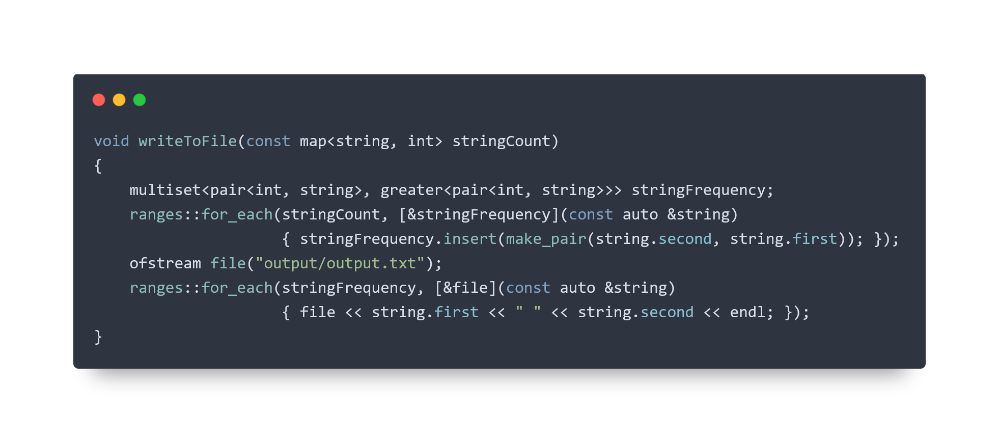 void writeToFile(const map<string, int> stringCount)
{
    multiset<pair<int, string>, greater<pair<int, string>>> stringFrequency;
    ranges::for_each(stringCount, [&stringFrequency](const auto &string)
                     { stringFrequency.insert(make_pair(string.second, string.first)); });
    ofstream file("output/output.txt");
    ranges::for_each(stringFrequency, [&file](const auto &string)
                     { file << string.first << " " << string.second << endl; });
}